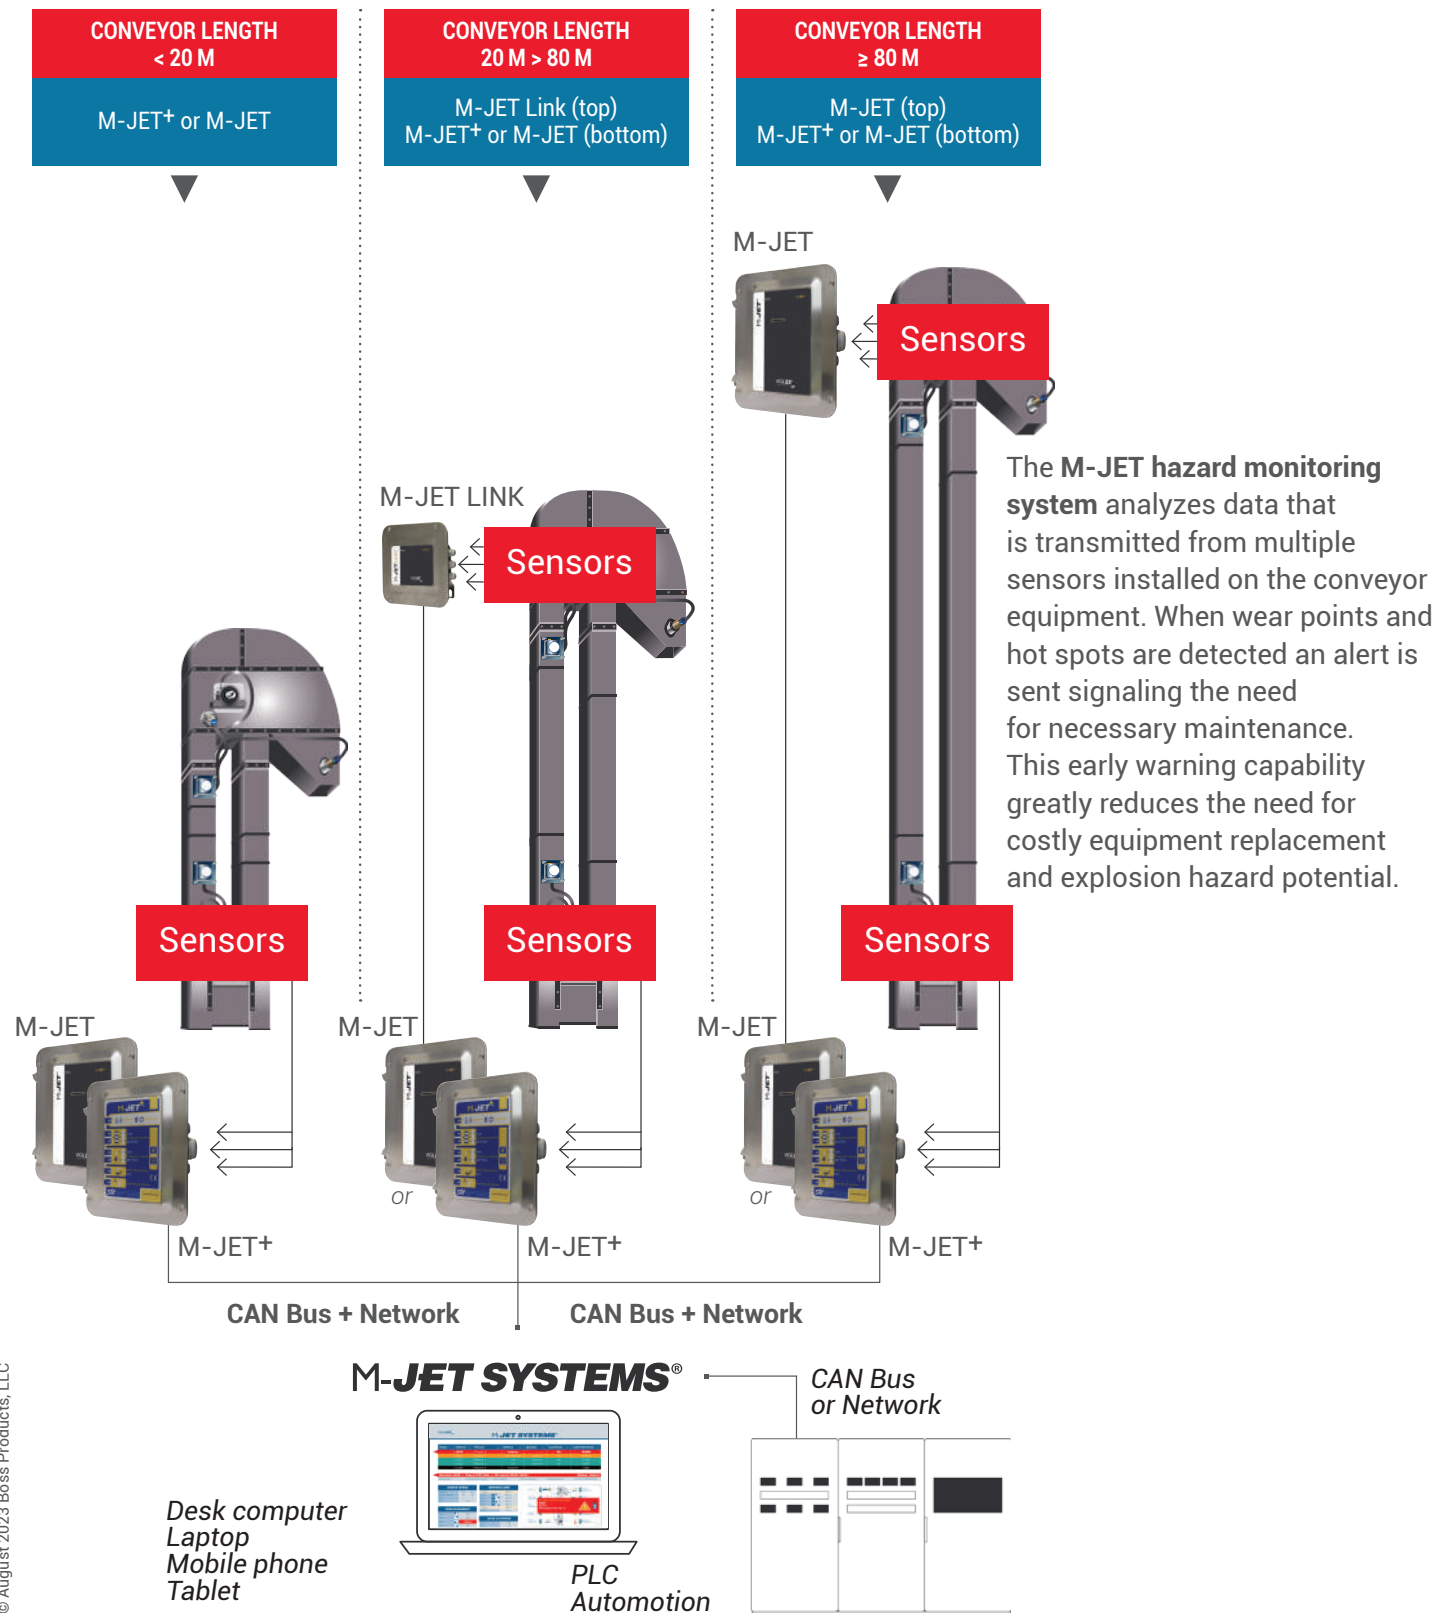 CONVEYOR LENGTH
< 20 M
M-JET+ or M-JET
CONVEYOR LENGTH
20 M > 80 M
M-JET Link (top)
M-JET+ or M-JET (bottom)
CONVEYOR LENGTH
≥ 80 M
M-JET (top)
M-JET+ or M-JET (bottom)
M-JET
Sensors
M-JET LINK
Sensors
The M-JET hazard monitoring
system analyzes data that
is transmitted from multiple
sensors installed on the conveyor
equipment. When wear points and
hot spots are detected an alert is
sent signaling the need
for necessary maintenance.
This early warning capability
greatly reduces the need for
costly equipment replacement
and explosion hazard potential.
Sensors
Sensors
Sensors
M-JET
M-JET
M-JET
M-JET
M-JET
M-JET
or
or
M-JET+
M-JET+
M-JET+
CAN Bus + Network
CAN Bus + Network
M-JET SYSTEMS®
CAN Bus
or Network
M-JET SYSTEMS
Desk computer
Laptop
Mobile phone
Tablet
PLC
Automotion
© August 2023 Boss Products, LLC